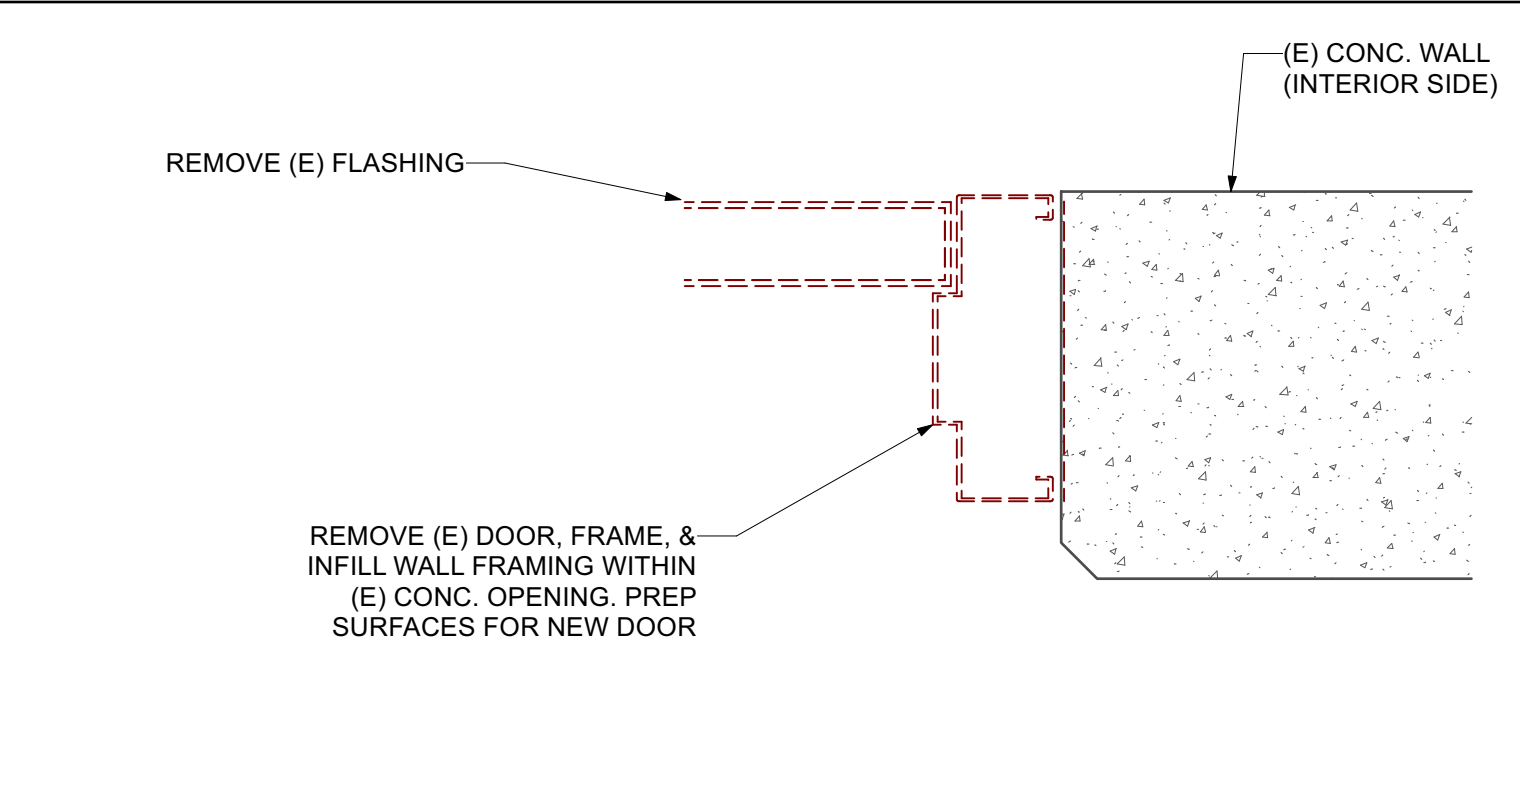 (E) CONC. WALL
(INTERIOR SIDE)
REMOVE (E) FLASHING
REMOVE (E) DOOR, FRAME, &
INFILL WALL FRAMING WITHIN
(E) CONC. OPENING. PREP
SURFACES FOR NEW DOOR